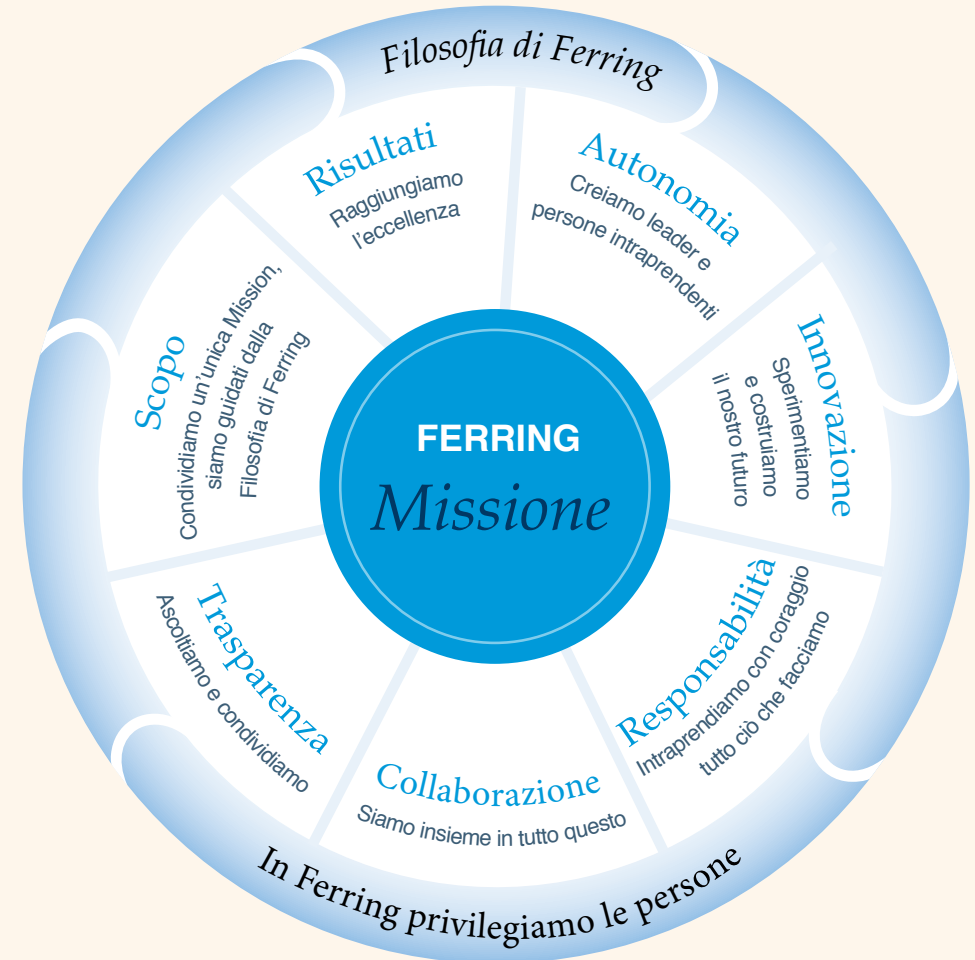 Filosofia di Ferring
Risultati
Raggiungiamo
l'eccellenza
Autonomia
Creiamo leader e
persone intraprendenti
Innovazione
Sperimentiamo
e costruiamo
il nostro futuro
Responsabilità
Intraprendiamo con coraggio
tutto ciò che facciamo
Collaborazione
Siamo insieme in tutto questo
Trasparenza
Ascoltiamo e condividiamo
Scopo
Condividiamo un'unica Mission,
siamo guidati dalla
Filosofia di Ferring
FERRING
Missione
In Ferring privilegiamo le persone